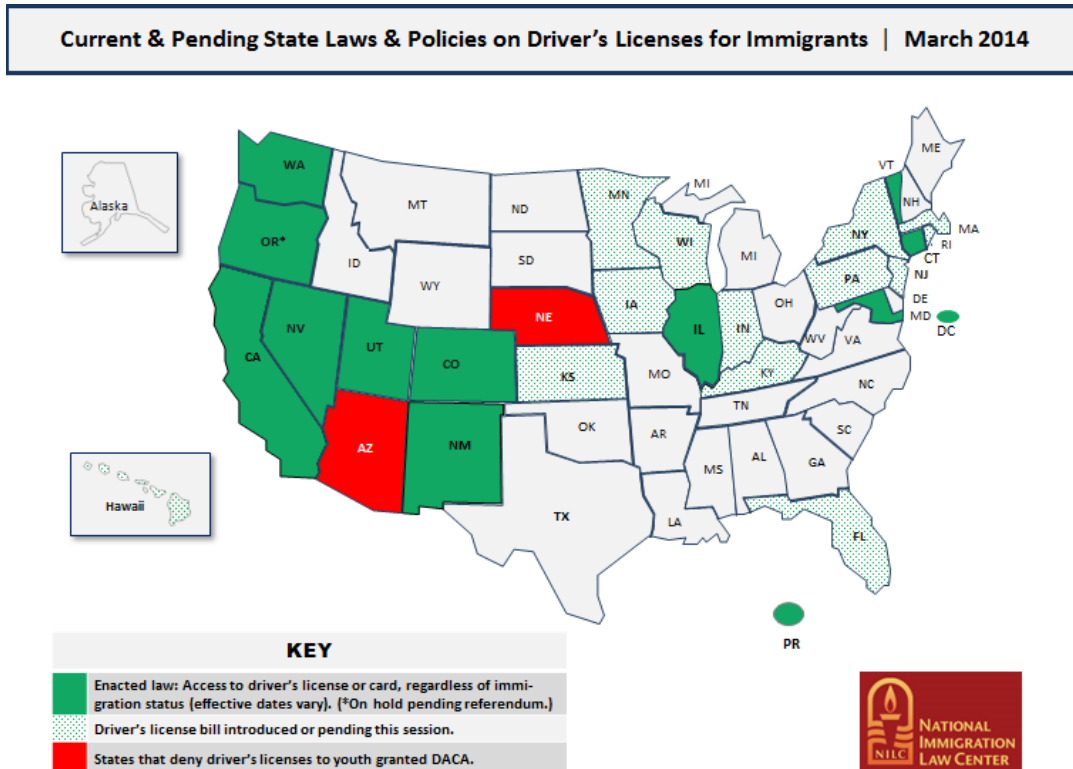 Current & Pending State Laws & Policies on Driver's Licenses for Immigrants | March 2014
Alaska
WA
OR*
CA
NV
ID
MT
WY
UT
CO
AZ
NM
ND
SD
NE
KS
OK
TX
MN
IA
MO
AR
LA
WI
IL
MI
MI
IN
OH
KY
TN
MS
AL
GA
FL
SC
NC
VA
WV
PA
NY
VT
NH
ME
MA
RI
CT
NJ
DE
MD
DC
Hawaii
PR
KEY
Enacted law: Access to driver's license or card, regardless of immi-
gration status (effective dates vary). (*On hold pending referendum.)
Driver's license bill introduced or pending this session.
States that deny driver's licenses to youth granted DACA.
NILC
NATIONAL
IMMIGRATION
LAW CENTER